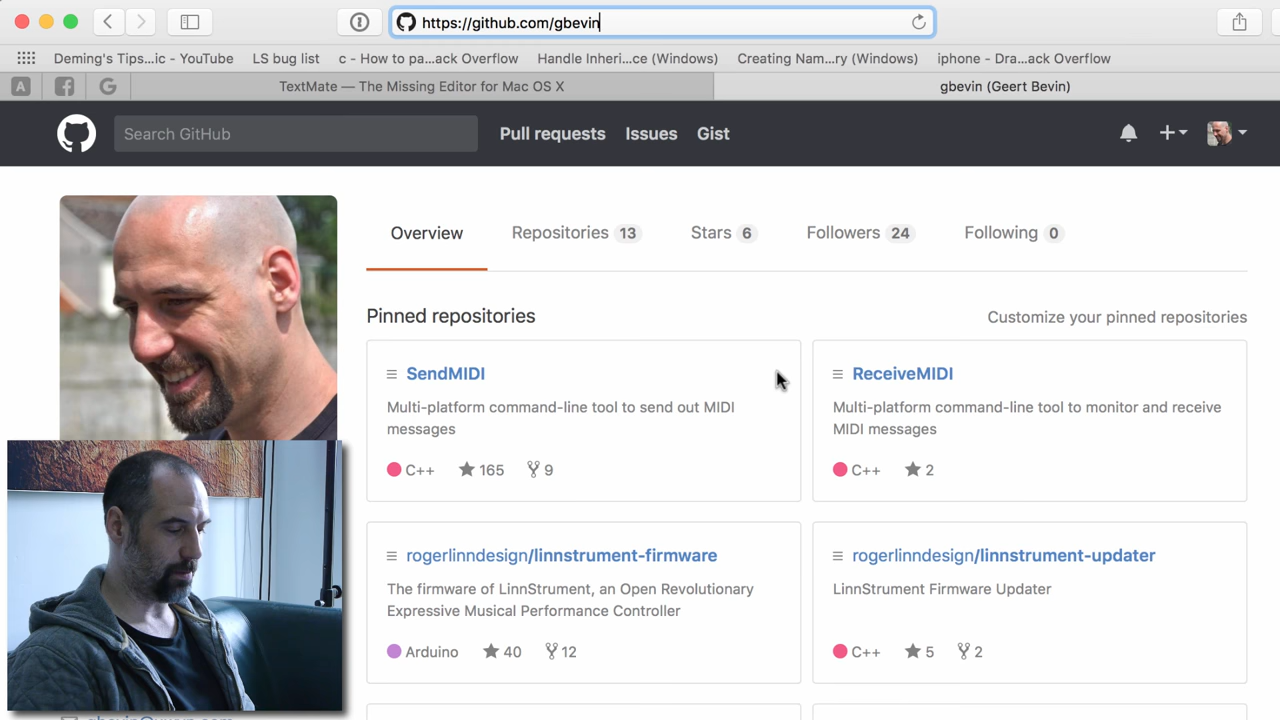 https://github.com/gbevin
Deming's Tips...ic - YouTube
LS bug list
c - How to pa...ack Overflow
Handle Inheri...ce (Windows)
Creating Nam...ry (Windows)
iphone - Dra...ack Overflow
A
G
TextMate — The Missing Editor for Mac OS X
gbevin (Geert Bevin)
Search GitHub
Pull requests
Issues
Gist
Overview
Repositories 13
Stars 6
Followers 24
Following 0
Pinned repositories
Customize your pinned repositories
SendMIDI
Multi-platform command-line tool to send out MIDI
messages
C++ 165 9
ReceiveMIDI
Multi-platform command-line tool to monitor and receive
MIDI messages
C++ 2
rogerlinndesign/linnstrument-firmware
The firmware of LinnStrument, an Open Revolutionary
Expressive Musical Performance Controller
Arduino 40 12
rogerlinndesign/linnstrument-updater
LinnStrument Firmware Updater
C++ 5 2